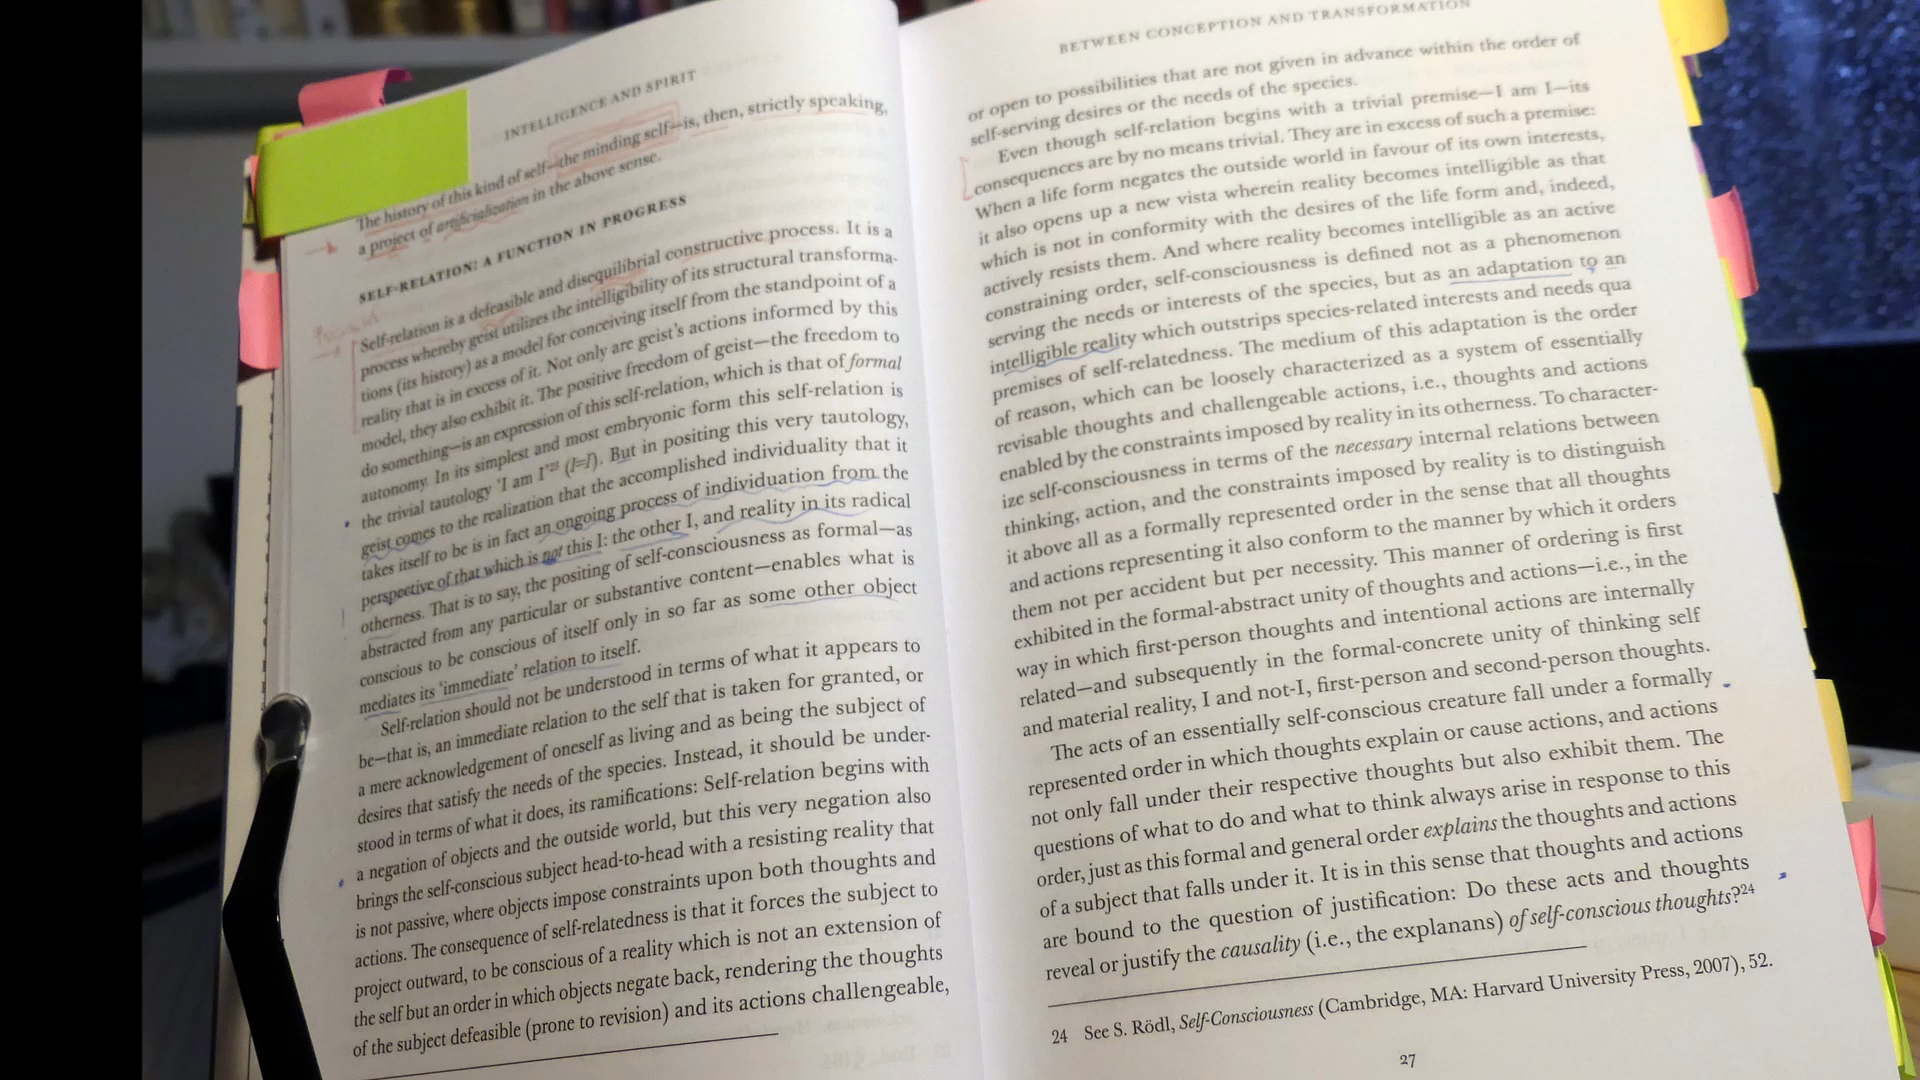 INTELLIGENCE AND SPIRIT
The history of this kind of self—the minding self—is, then, strictly speaking,
a project of artificialization in the above sense.
SELF-RELATION: A FUNCTION IN PROGRESS
Self-relation is a defeasible and disequilibrial constructive process. It is a
process whereby geist utilizes the intelligibility of its structural transforma-
tions (its history) as a model for conceiving itself from the standpoint of a
reality that is in excess of it. Not only are geist's actions informed by this
model, they also exhibit it. The positive freedom of geist—the freedom to
do something—is an expression of this self-relation, which is that of formal
autonomy. In its simplest and most embryonic form this self-relation is
the trivial tautology 'I am I'23 (I=I). But in positing this very tautology,
geist comes to the realization that the accomplished individuality that it
takes itself to be is in fact an ongoing process of individuation from the
perspective of that which is not this I: the other I, and reality in its radical
otherness. That is to say, the positing of self-consciousness as formal—as
abstracted from any particular or substantive content—enables what is
conscious to be conscious of itself only in so far as some other object
mediates its 'immediate' relation to itself.
Self-relation should not be understood in terms of what it appears to
be—that is, an immediate relation to the self that is taken for granted, or
a mere acknowledgement of oneself as living and as being the subject of
desires that satisfy the needs of the species. Instead, it should be under-
stood in terms of what it does, its ramifications: Self-relation begins with
a negation of objects and the outside world, but this very negation also
brings the self-conscious subject head-to-head with a resisting reality that
is not passive, where objects impose constraints upon both thoughts and
actions. The consequence of self-relatedness is that it forces the subject to
project outward, to be conscious of a reality which is not an extension of
the self but an order in which objects negate back, rendering the thoughts
of the subject defeasible (prone to revision) and its actions challengeable,
BETWEEN CONCEPTION AND TRANSFORMATION
or open to possibilities that are not given in advance within the order of
self-serving desires or the needs of the species.
Even though self-relation begins with a trivial premise—I am I—its
consequences are by no means trivial. They are in excess of such a premise:
When a life form negates the outside world in favour of its own interests,
it also opens up a new vista wherein reality becomes intelligible as that
which is not in conformity with the desires of the life form and, indeed,
actively resists them. And where reality becomes intelligible as an active
constraining order, self-consciousness is defined not as a phenomenon
serving the needs or interests of the species, but as an adaptation to an
intelligible reality which outstrips species-related interests and needs qua
premises of self-relatedness. The medium of this adaptation is the order
of reason, which can be loosely characterized as a system of essentially
revisable thoughts and challengeable actions, i.e., thoughts and actions
enabled by the constraints imposed by reality in its otherness. To character-
ize self-consciousness in terms of the necessary internal relations between
thinking, action, and the constraints imposed by reality is to distinguish
it above all as a formally represented order in the sense that all thoughts
and actions representing it also conform to the manner by which it orders
them not per accident but per necessity. This manner of ordering is first
exhibited in the formal-abstract unity of thoughts and actions—i.e., in the
way in which first-person thoughts and intentional actions are internally
related—and subsequently in the formal-concrete unity of thinking self
and material reality, I and not-I, first-person and second-person thoughts.
The acts of an essentially self-conscious creature fall under a formally
represented order in which thoughts explain or cause actions, and actions
not only fall under their respective thoughts but also exhibit them. The
questions of what to do and what to think always arise in response to this
order, just as this formal and general order explains the thoughts and actions
of a subject that falls under it. It is in this sense that thoughts and actions
are bound to the question of justification: Do these acts and thoughts
reveal or justify the causality (i.e., the explanans) of self-conscious thoughts?24
24 See S. Rödl, Self-Consciousness (Cambridge, MA: Harvard University Press, 2007), 52.
27